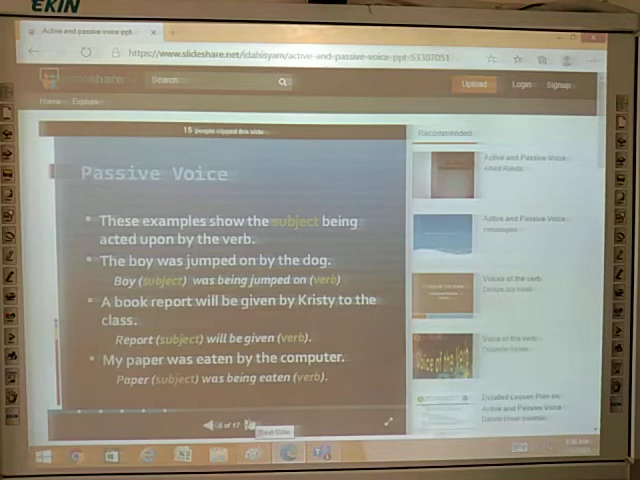 EKIN
Active and passive voice ppt
https://www.slideshare.net/idahisyam/active-and-passive-voice-ppt-53307051
share
Search
Upload
Login
Signup
Home
Explore
15 people clipped this slide
Recommended
Passive Voice
These examples show the subject being
acted upon by the verb.
The boy was jumped on by the dog.
Boy (subject) was being jumped on (verb)
A book report will be given by Kristy to the
class.
Report (subject) will be given (verb).
My paper was eaten by the computer.
Paper (subject) was being eaten (verb).
of 17
Next Slide
Active and Passive Voice
Active and Passive Voice
Voices of the verb
Voice of the verb
Voice of the Verb
Detailed Lesson Plan on
Active and Passive Voice